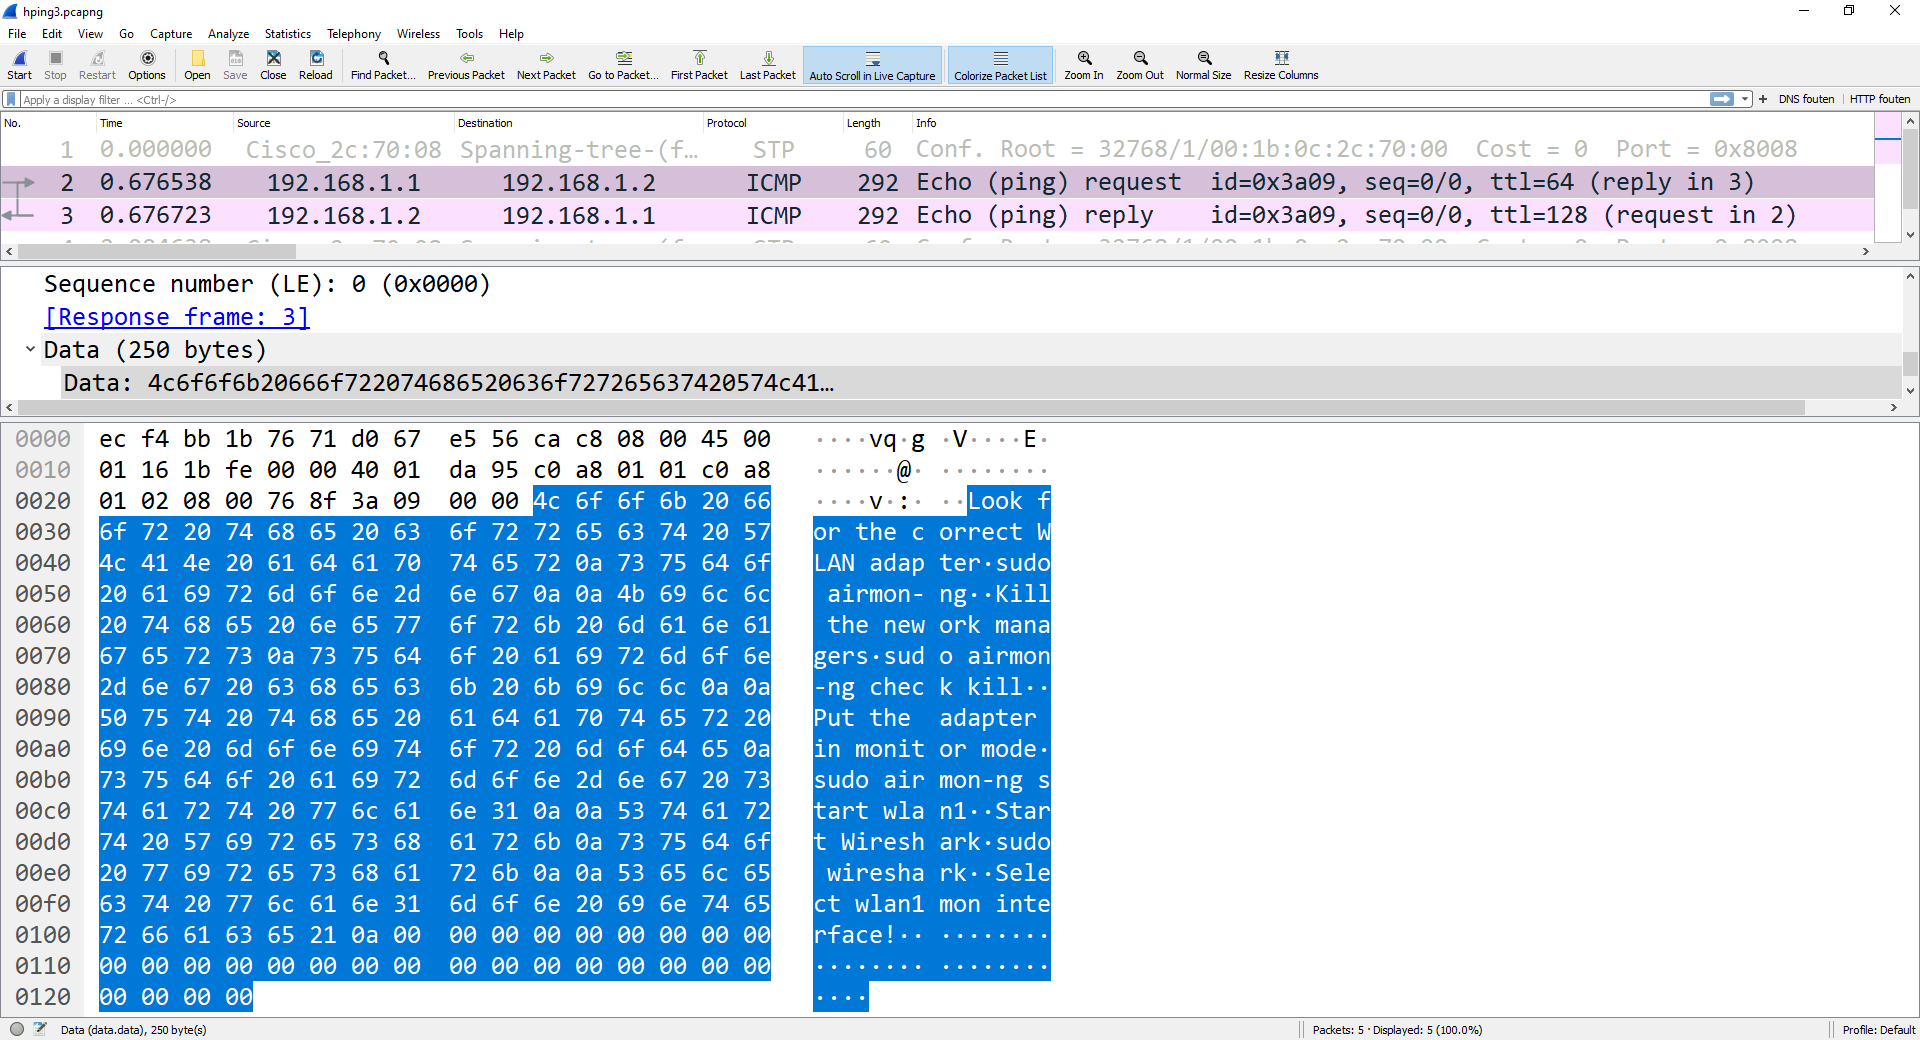 hping3.pcapng
File Edit View Go Capture Analyze Statistics Telephony Wireless Tools Help
Start Stop Restart Options Open Save Close Reload Find Packet... Previous Packet Next Packet Go to Packet... First Packet Last Packet Auto Scroll in Live Capture Colorize Packet List Zoom In Zoom Out Normal Size Resize Columns
Apply a display filter ... <Ctrl-/> + DNS fouten HTTP fouten
No. Time Source Destination Protocol Length Info
1 0.000000 Cisco_2c:70:08 Spanning-tree-(f… STP 60 Conf. Root = 32768/1/00:1b:0c:2c:70:00 Cost = 0 Port = 0x8008
2 0.676538 192.168.1.1 192.168.1.2 ICMP 292 Echo (ping) request id=0x3a09, seq=0/0, ttl=64 (reply in 3)
3 0.676723 192.168.1.2 192.168.1.1 ICMP 292 Echo (ping) reply id=0x3a09, seq=0/0, ttl=128 (request in 2)
Sequence number (LE): 0 (0x0000)
[Response frame: 3]
Data (250 bytes)
Data: 4c6f6f6b20666f722074686520636f727265637420574c41…
0000 ec f4 bb 1b 76 71 d0 67 e5 56 ca c8 08 00 45 00 ····vq·g ·V····E·
0010 01 16 1b fe 00 00 40 01 da 95 c0 a8 01 01 c0 a8 ······@· ········
0020 01 02 08 00 76 8f 3a 09 00 00 4c 6f 6f 6b 20 66 ····v·:· ··Look f
0030 6f 72 20 74 68 65 20 63 6f 72 72 65 63 74 20 57 or the c orrect W
0040 4c 41 4e 20 61 64 61 70 74 65 72 0a 73 75 64 6f LAN adap ter·sudo
0050 20 61 69 72 6d 6f 6e 2d 6e 67 0a 0a 4b 69 6c 6c airmon- ng··Kill
0060 20 74 68 65 20 6e 65 77 6f 72 6b 20 6d 61 6e 61 the new ork mana
0070 67 65 72 73 0a 73 75 64 6f 20 61 69 72 6d 6f 6e gers·sud o airmon
0080 2d 6e 67 20 63 68 65 63 6b 20 6b 69 6c 6c 0a 0a -ng chec k kill··
0090 50 75 74 20 74 68 65 20 61 64 61 70 74 65 72 20 Put the adapter
00a0 69 6e 20 6d 6f 6e 69 74 6f 72 20 6d 6f 64 65 0a in monit or mode·
00b0 73 75 64 6f 20 61 69 72 6d 6f 6e 2d 6e 67 20 73 sudo air mon-ng s
00c0 74 61 72 74 20 77 6c 61 6e 31 0a 0a 53 74 61 72 tart wla n1··Star
00d0 74 20 57 69 72 65 73 68 61 72 6b 0a 73 75 64 6f t Wiresh ark·sudo
00e0 20 77 69 72 65 73 68 61 72 6b 0a 0a 53 65 6c 65 wiresha rk··Sele
00f0 63 74 20 77 6c 61 6e 31 6d 6f 6e 20 69 6e 74 65 ct wlan1 mon inte
0100 72 66 61 63 65 21 0a 00 00 00 00 00 00 00 00 00 rface!·· ········
0110 00 00 00 00 00 00 00 00 00 00 00 00 00 00 00 00 ········ ········
0120 00 00 00 00 ····
Data (data.data), 250 byte(s) Packets: 5 · Displayed: 5 (100.0%) Profile: Default